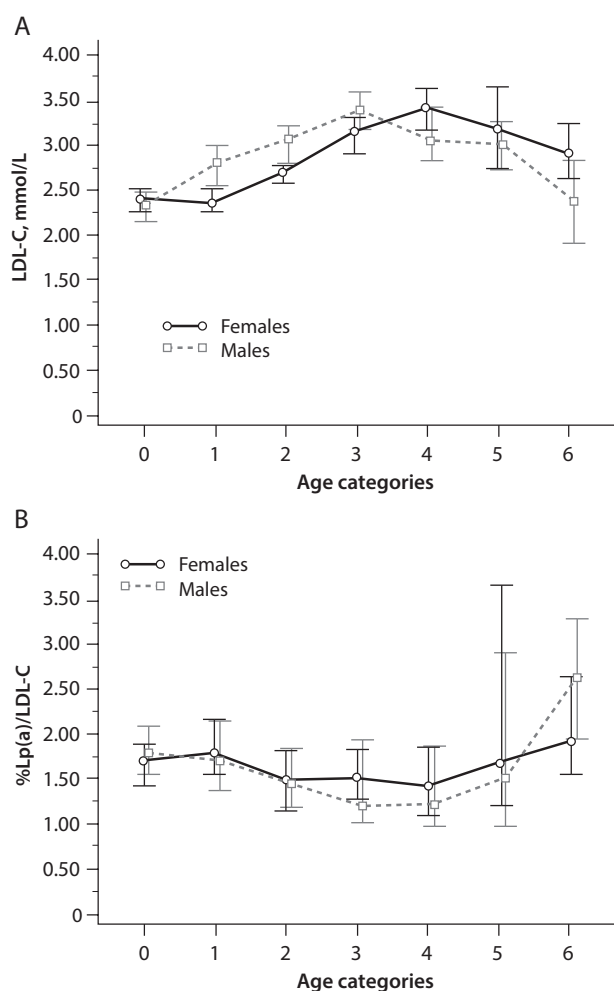 A
4.00
3.50
3.00
2.50
2.00
1.50
1.00
0.50
0
LDL-C, mmol/L
Females
Males
0 1 2 3 4 5 6
Age categories
B
4.00
3.50
3.00
2.50
2.00
1.50
1.00
0.50
0
%Lp(a)/LDL-C
Females
Males
0 1 2 3 4 5 6
Age categories